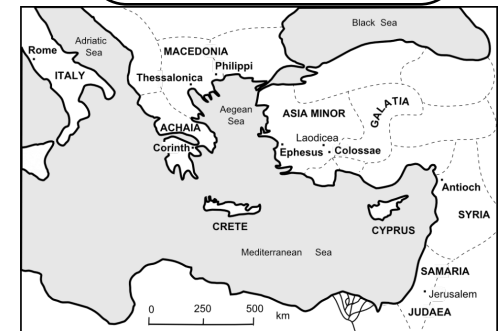 Black Sea
Adriatic
Sea
Rome
MACEDONIA
ITALY
Philippi
Thessalonica
Aegean
Sea
ASIA MINOR
GALATIA
ACHAIA
Laodicea
Corinth
Ephesus
Colossae
Antioch
SYRIA
CRETE
CYPRUS
Mediterranean Sea
SAMARIA
Jerusalem
JUDAEA
0 250 500
km